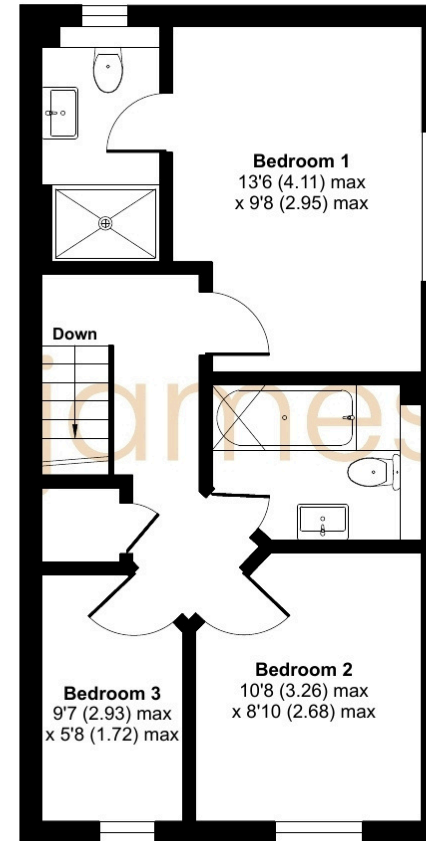 Bedroom 1
13'6 (4.11) max
x 9'8 (2.95) max
Down
james
Bedroom 2
10'8 (3.26) max
x 8'10 (2.68) max
Bedroom 3
9'7 (2.93) max
x 5'8 (1.72) max